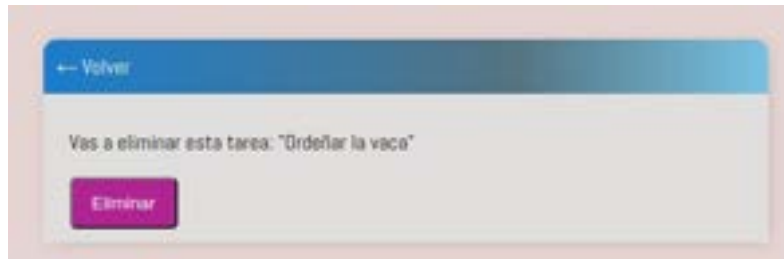 ← Volver
Vas a eliminar esta tarea: "Ordeñar la vaca"
Eliminar